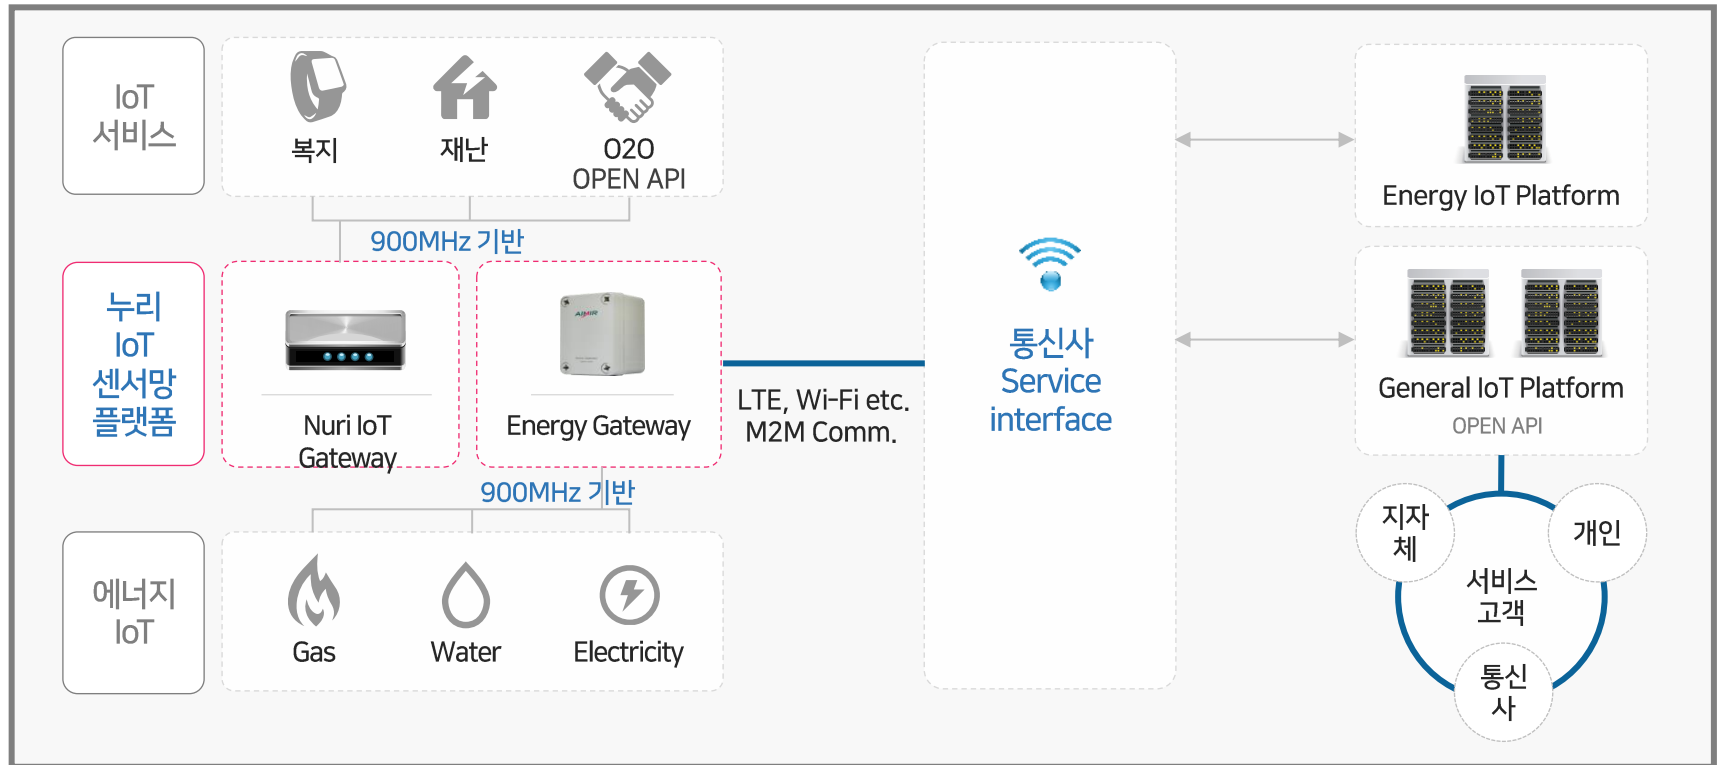 IoT
서비스
복지
재난
O2O
OPEN API
900MHz 기반
누리
IoT
센서망
플랫폼
AIMIR
Nuri IoT
Gateway
Energy Gateway
LTE, Wi-Fi etc.
M2M Comm.
900MHz 기반
에너지
IoT
Gas
Water
Electricity
통신사
Service
interface
Energy IoT Platform
General IoT Platform
OPEN API
지자
체
개인
서비스
고객
통신
사